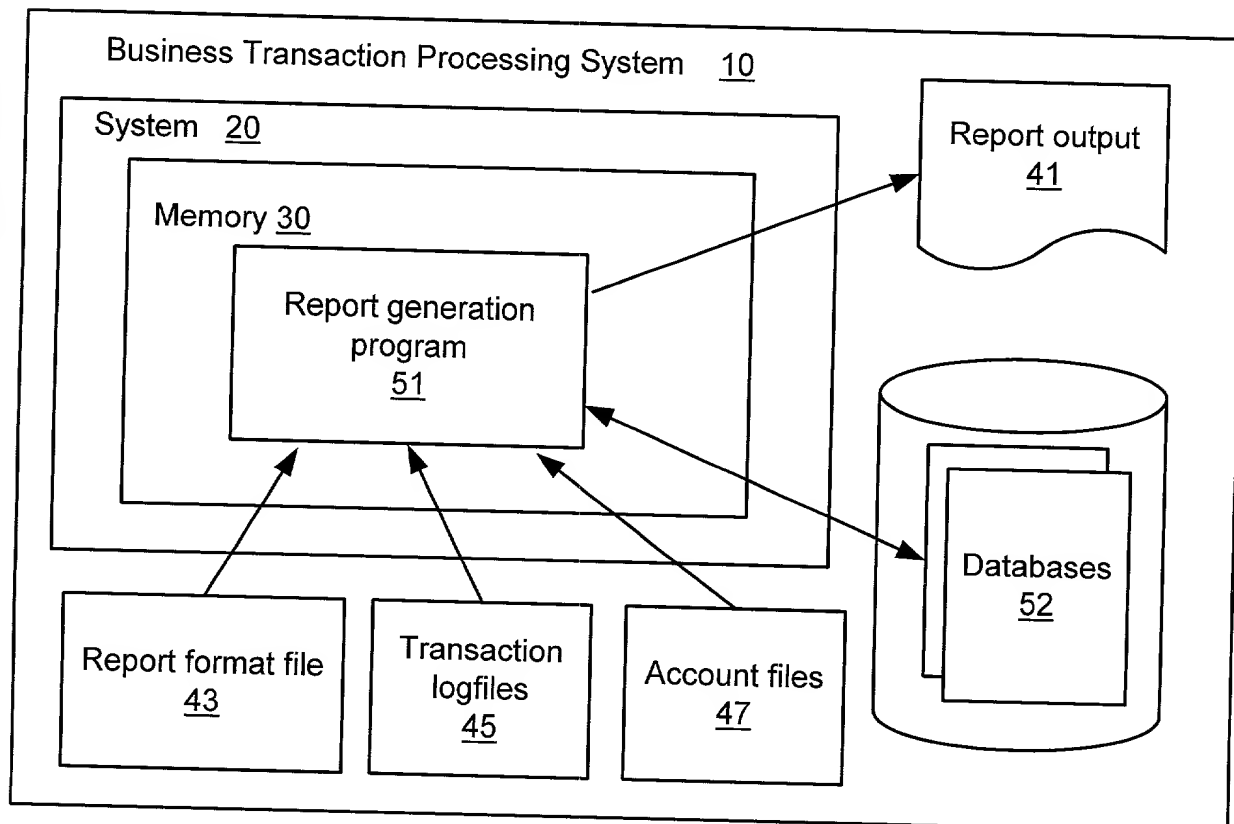 Business Transaction Processing System 10
System 20
Memory 30
Report generation
program
51
Report output
41
Databases
52
Report format file
43
Transaction
logfiles
45
Account files
47